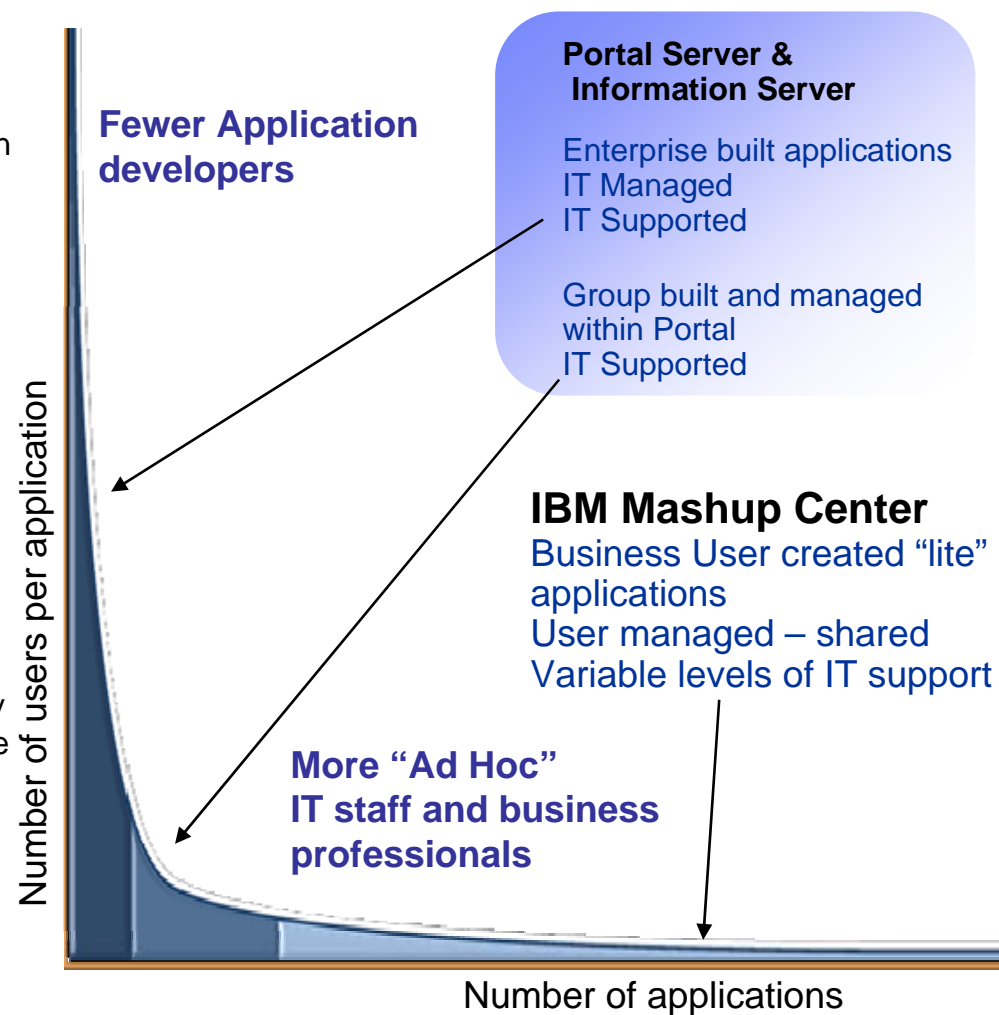 Portal Server &
Information Server
Fewer Application
developers
Enterprise built applications
IT Managed
IT Supported
Group built and managed
within Portal
IT Supported
Number of users per application
IBM Mashup Center
Business User created “lite”
applications
User managed – shared
Variable levels of IT support
More “Ad Hoc”
IT staff and business
professionals
Number of applications